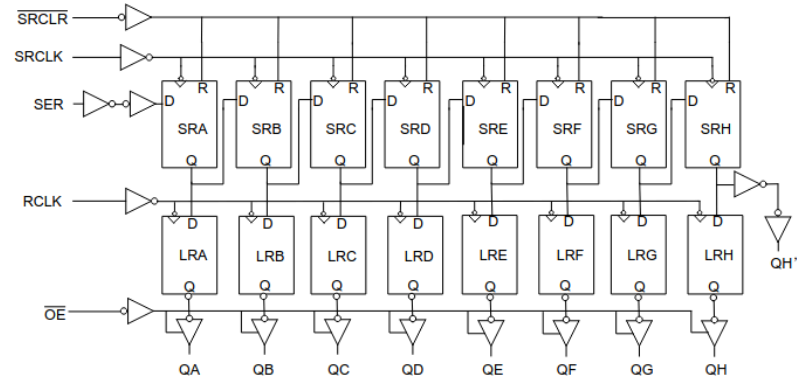 SRCLR
SRCLK
R R R R R R R R
SER
D D D D D D D D
SRA SRB SRC SRD SRE SRF SRG SRH
Q Q Q Q Q Q Q Q
RCLK
D D D D D D D D
LRA LRB LRC LRD LRE LRF LRG LRH
QH'
Q Q Q Q Q Q Q Q
OE
QA QB QC QD QE QF QG QH